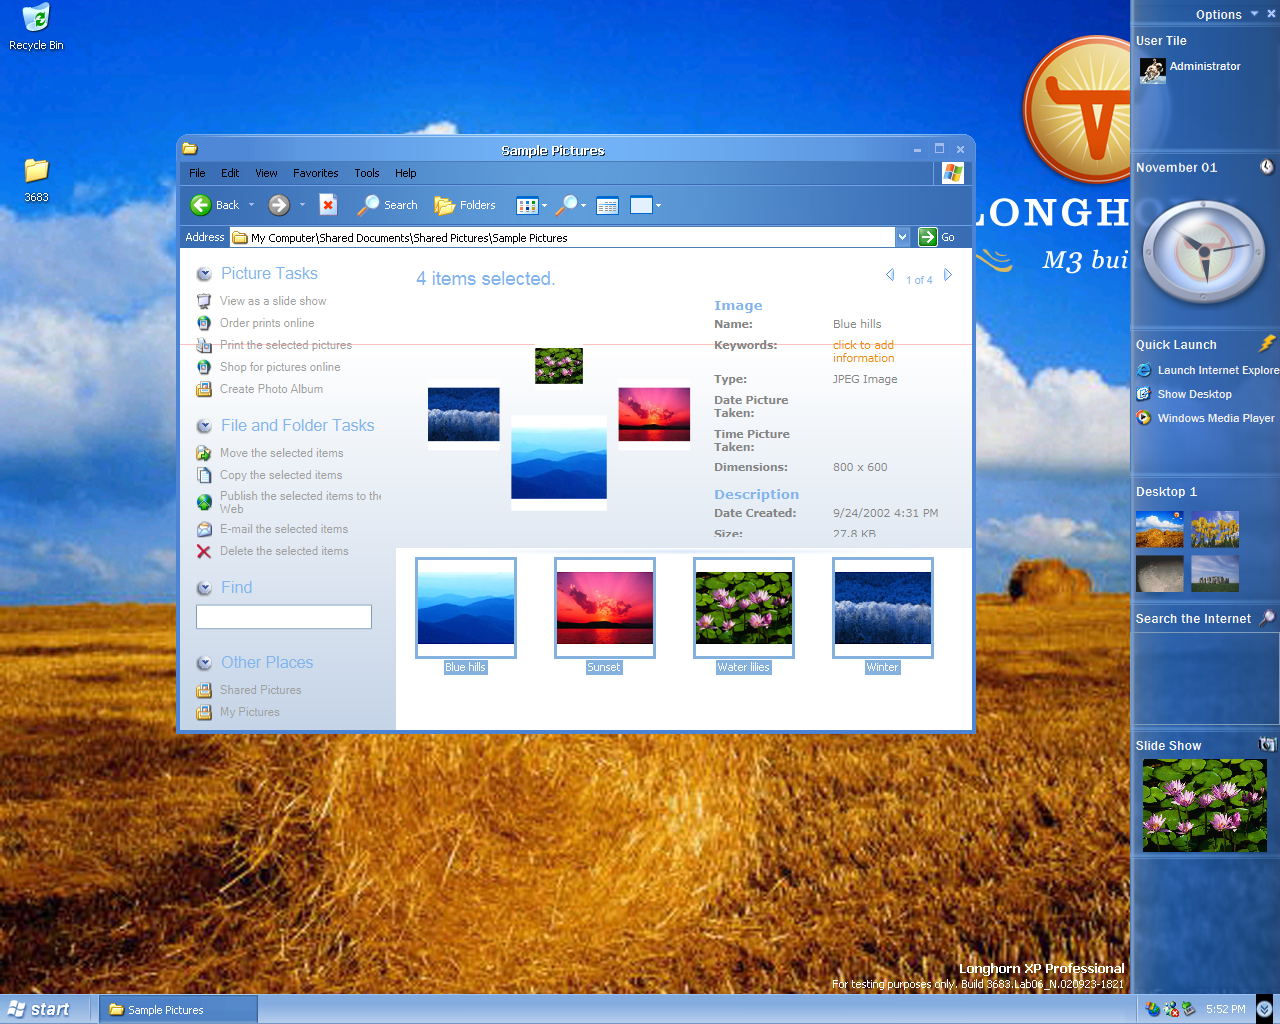 Recycle Bin
3683
Sample Pictures
File Edit View Favorites Tools Help
Back Search Folders
Address My Computer\Shared Documents\Shared Pictures\Sample Pictures Go
Picture Tasks
View as a slide show
Order prints online
Print the selected pictures
Shop for pictures online
Create Photo Album
File and Folder Tasks
Move the selected items
Copy the selected items
Publish the selected items to the
Web
E-mail the selected items
Delete the selected items
Find
Other Places
Shared Pictures
My Pictures
4 items selected.
1 of 4
Image
Name: Blue hills
Keywords: click to add
information
Type: JPEG Image
Date Picture
Taken:
Time Picture
Taken:
Dimensions: 800 x 600
Description
Date Created: 9/24/2002 4:31 PM
Size: 27.8 KB
Blue hills
Sunset
Water lilies
Winter
LONGH
M3 bui
Options
User Tile
Administrator
November 01
Quick Launch
Launch Internet Explore
Show Desktop
Windows Media Player
Desktop 1
Search the Internet
Slide Show
Longhorn XP Professional
For testing purposes only. Build 3683.Lab06_N.020923-1821
start
Sample Pictures
5:52 PM